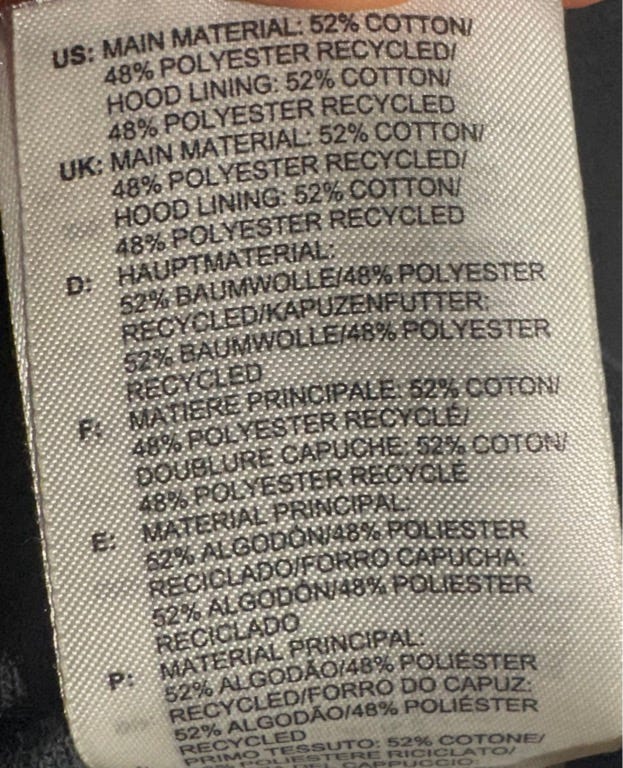 US: MAIN MATERIAL: 52% COTTON/
48% POLYESTER RECYCLED/
HOOD LINING: 52% COTTON/
48% POLYESTER RECYCLED
UK: MAIN MATERIAL: 52% COTTON/
48% POLYESTER RECYCLED/
HOOD LINING: 52% COTTON/
48% POLYESTER RECYCLED
D: HAUPTMATERIAL:
52% BAUMWOLLE/48% POLYESTER
RECYCLED/KAPUZENFUTTER:
52% BAUMWOLLE/48% POLYESTER
RECYCLED
F: MATIERE PRINCIPALE: 52% COTON/
48% POLYESTER RECYCLÉ/
DOUBLURE CAPUCHE: 52% COTON/
48% POLYESTER RECYCLÉ
E: MATERIAL PRINCIPAL:
52% ALGODÓN/48% POLIESTER
RECICLADO/FORRO CAPUCHA:
52% ALGODÓN/48% POLIESTER
RECICLADO
P: MATERIAL PRINCIPAL:
52% ALGODÃO/48% POLIÉSTER
RECYCLED/FORRO DO CAPUZ:
52% ALGODÃO/48% POLIÉSTER
RECYCLED
PRIMO TESSUTO: 52% COTONE/
POLIESTERE RICICLATO/
DEL CAPPUCCIO: